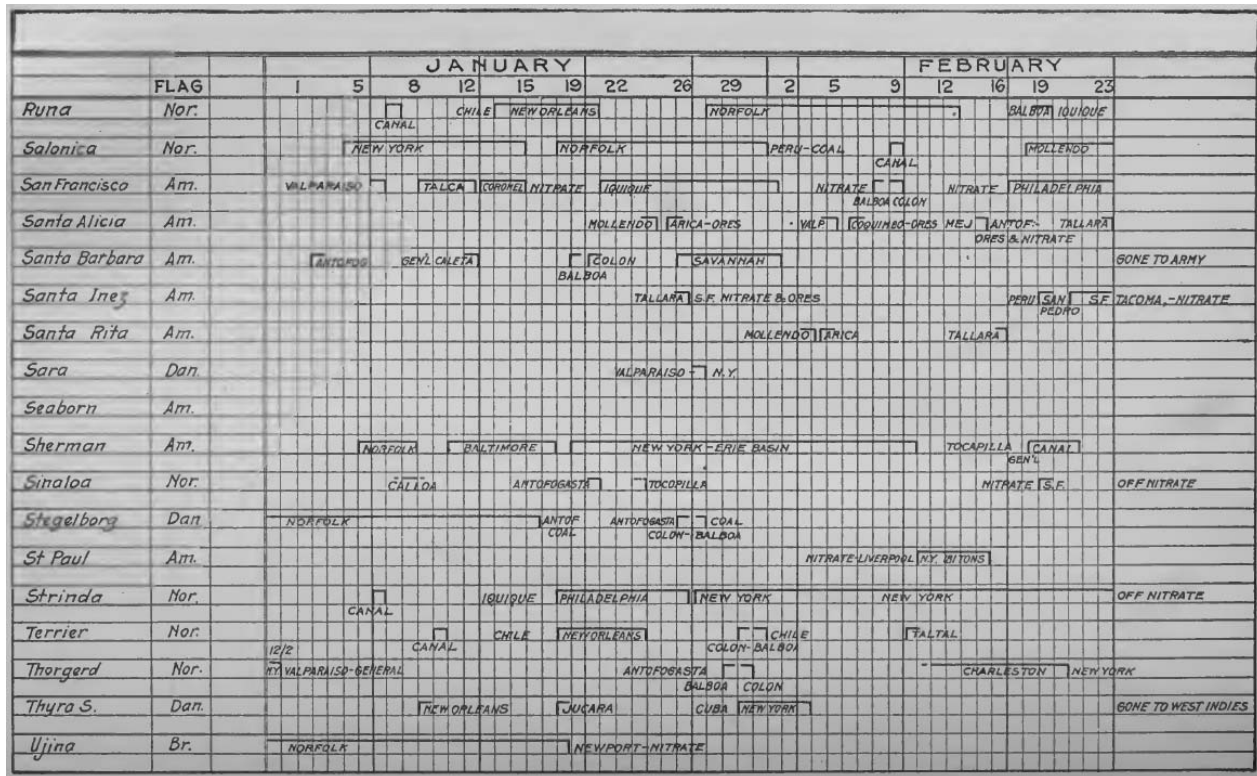 JANUARY FEBRUARY
FLAG 1 5 8 12 15 19 22 26 29 2 5 9 12 16 19 23
Runa Nor. CHILE NEW ORLEANS NORFOLK BALBOA IQUIQUE
CANAL
Salonica Nor. NEW YORK NORFOLK PERU-COAL MOLLENDO
CANAL
San Francisco Am. VALPARAISO TALCA CORONEL NITRATE IQUIQUE NITRATE NITRATE PHILADELPHIA
BALBOA COLON
Santa Alicia Am. MOLLENDO ARICA-ORES VALP COQUIMBO-ORES MEJ ANTOF:- TALLARA
ORES & NITRATE
Santa Barbara Am. ANTOFOG GEN'L CALETA COLON SAVANNAH GONE TO ARMY
BALBOA
Santa Inez Am. TALLARA S.F. NITRATE & ORES PERU SAN S.F. TACOMA,-NITRATE
PEDRO
Santa Rita Am. MOLLENDO ARICA TALLARA
Sara Dan. VALPARAISO - N.Y.
Seaborn Am.
Sherman Am. NORFOLK BALTIMORE NEW YORK-ERIE BASIN TOCAPILLA CANAL
GEN'L
Sinaloa Nor. CALLOA ANTOFOGASTA TOCOPILLA NITRATE S.F. OFF NITRATE
Stegelborg Dan NORFOLK ANTOF ANTOFOGASTA COAL
COAL COLON-BALBOA
St Paul Am. NITRATE-LIVERPOOL N.Y.
Strinda Nor. IQUIQUE PHILADELPHIA NEW YORK NEW YORK OFF NITRATE
CANAL
Terrier Nor. CHILE NEW ORLEANS CHILE TALTAL
12/2 CANAL COLON-BALBOA
Thorgerd Nor. NY VALPARAISO-GENERAL ANTOFOGASTA CHARLESTON NEW YORK
BALBOA COLON
Thyra S. Dan. NEW ORLEANS JUCARA CUBA NEW YORK GONE TO WEST INDIES
Ujina Br. NORFOLK NEWPORT-NITRATE